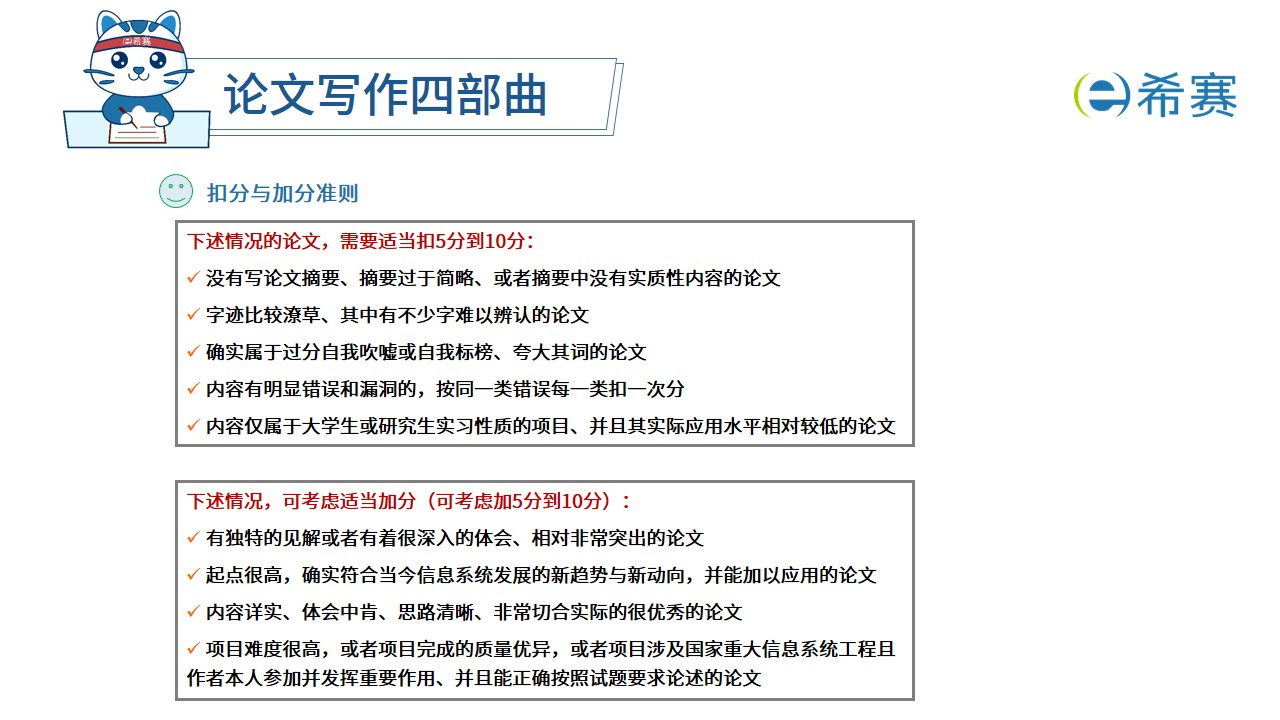 希赛
论文写作四部曲
希赛
扣分与加分准则
下述情况的论文，需要适当扣5分到10分：
✓ 没有写论文摘要、摘要过于简略、或者摘要中没有实质性内容的论文
✓ 字迹比较潦草、其中有不少字难以辨认的论文
✓ 确实属于过分自我吹嘘或自我标榜、夸大其词的论文
✓ 内容有明显错误和漏洞的，按同一类错误每一类扣一次分
✓ 内容仅属于大学生或研究生实习性质的项目、并且其实际应用水平相对较低的论文
下述情况，可考虑适当加分（可考虑加5分到10分）：
✓ 有独特的见解或者有着很深入的体会、相对非常突出的论文
✓ 起点很高，确实符合当今信息系统发展的新趋势与新动向，并能加以应用的论文
✓ 内容详实、体会中肯、思路清晰、非常切合实际的很优秀的论文
✓ 项目难度很高，或者项目完成的质量优异，或者项目涉及国家重大信息系统工程且
作者本人参加并发挥重要作用、并且能正确按照试题要求论述的论文